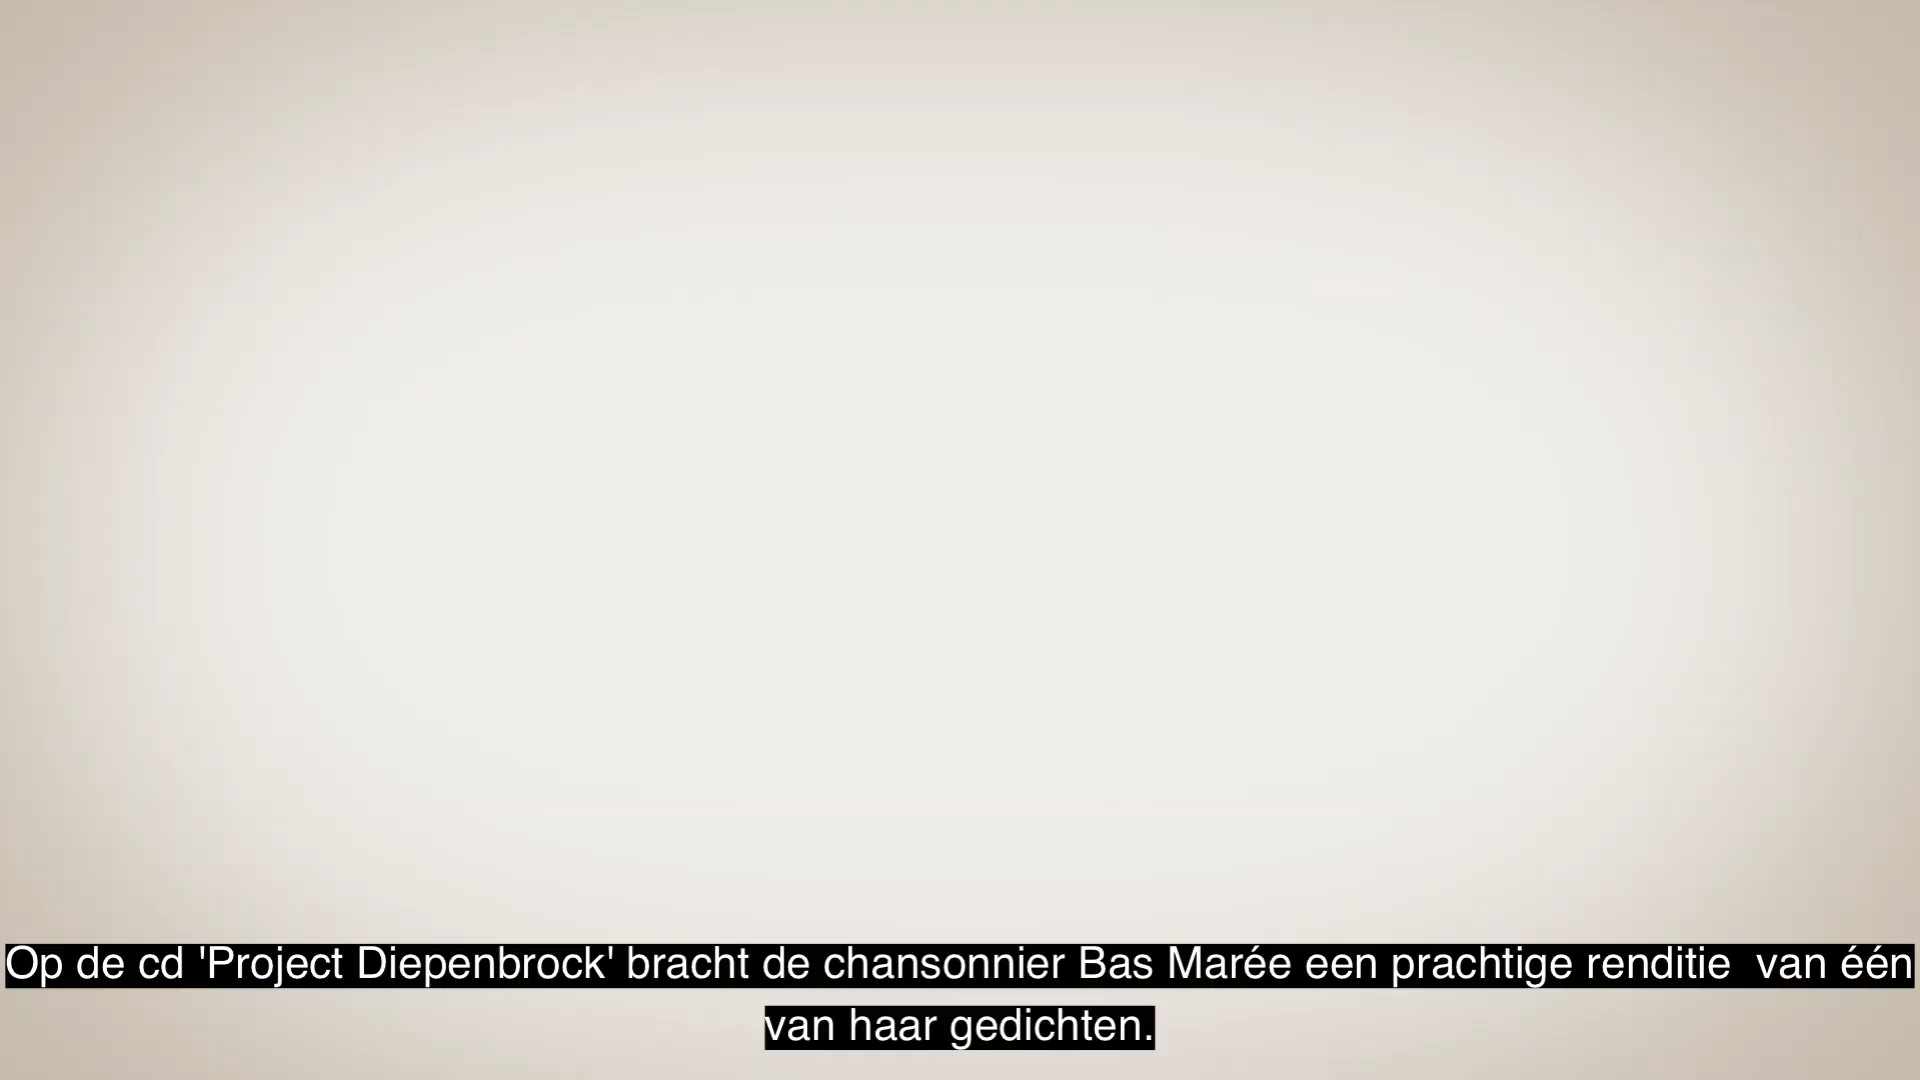 Op de cd 'Project Diepenbrock' bracht de chansonnier Bas Marée een prachtige renditie  van één
van haar gedichten.